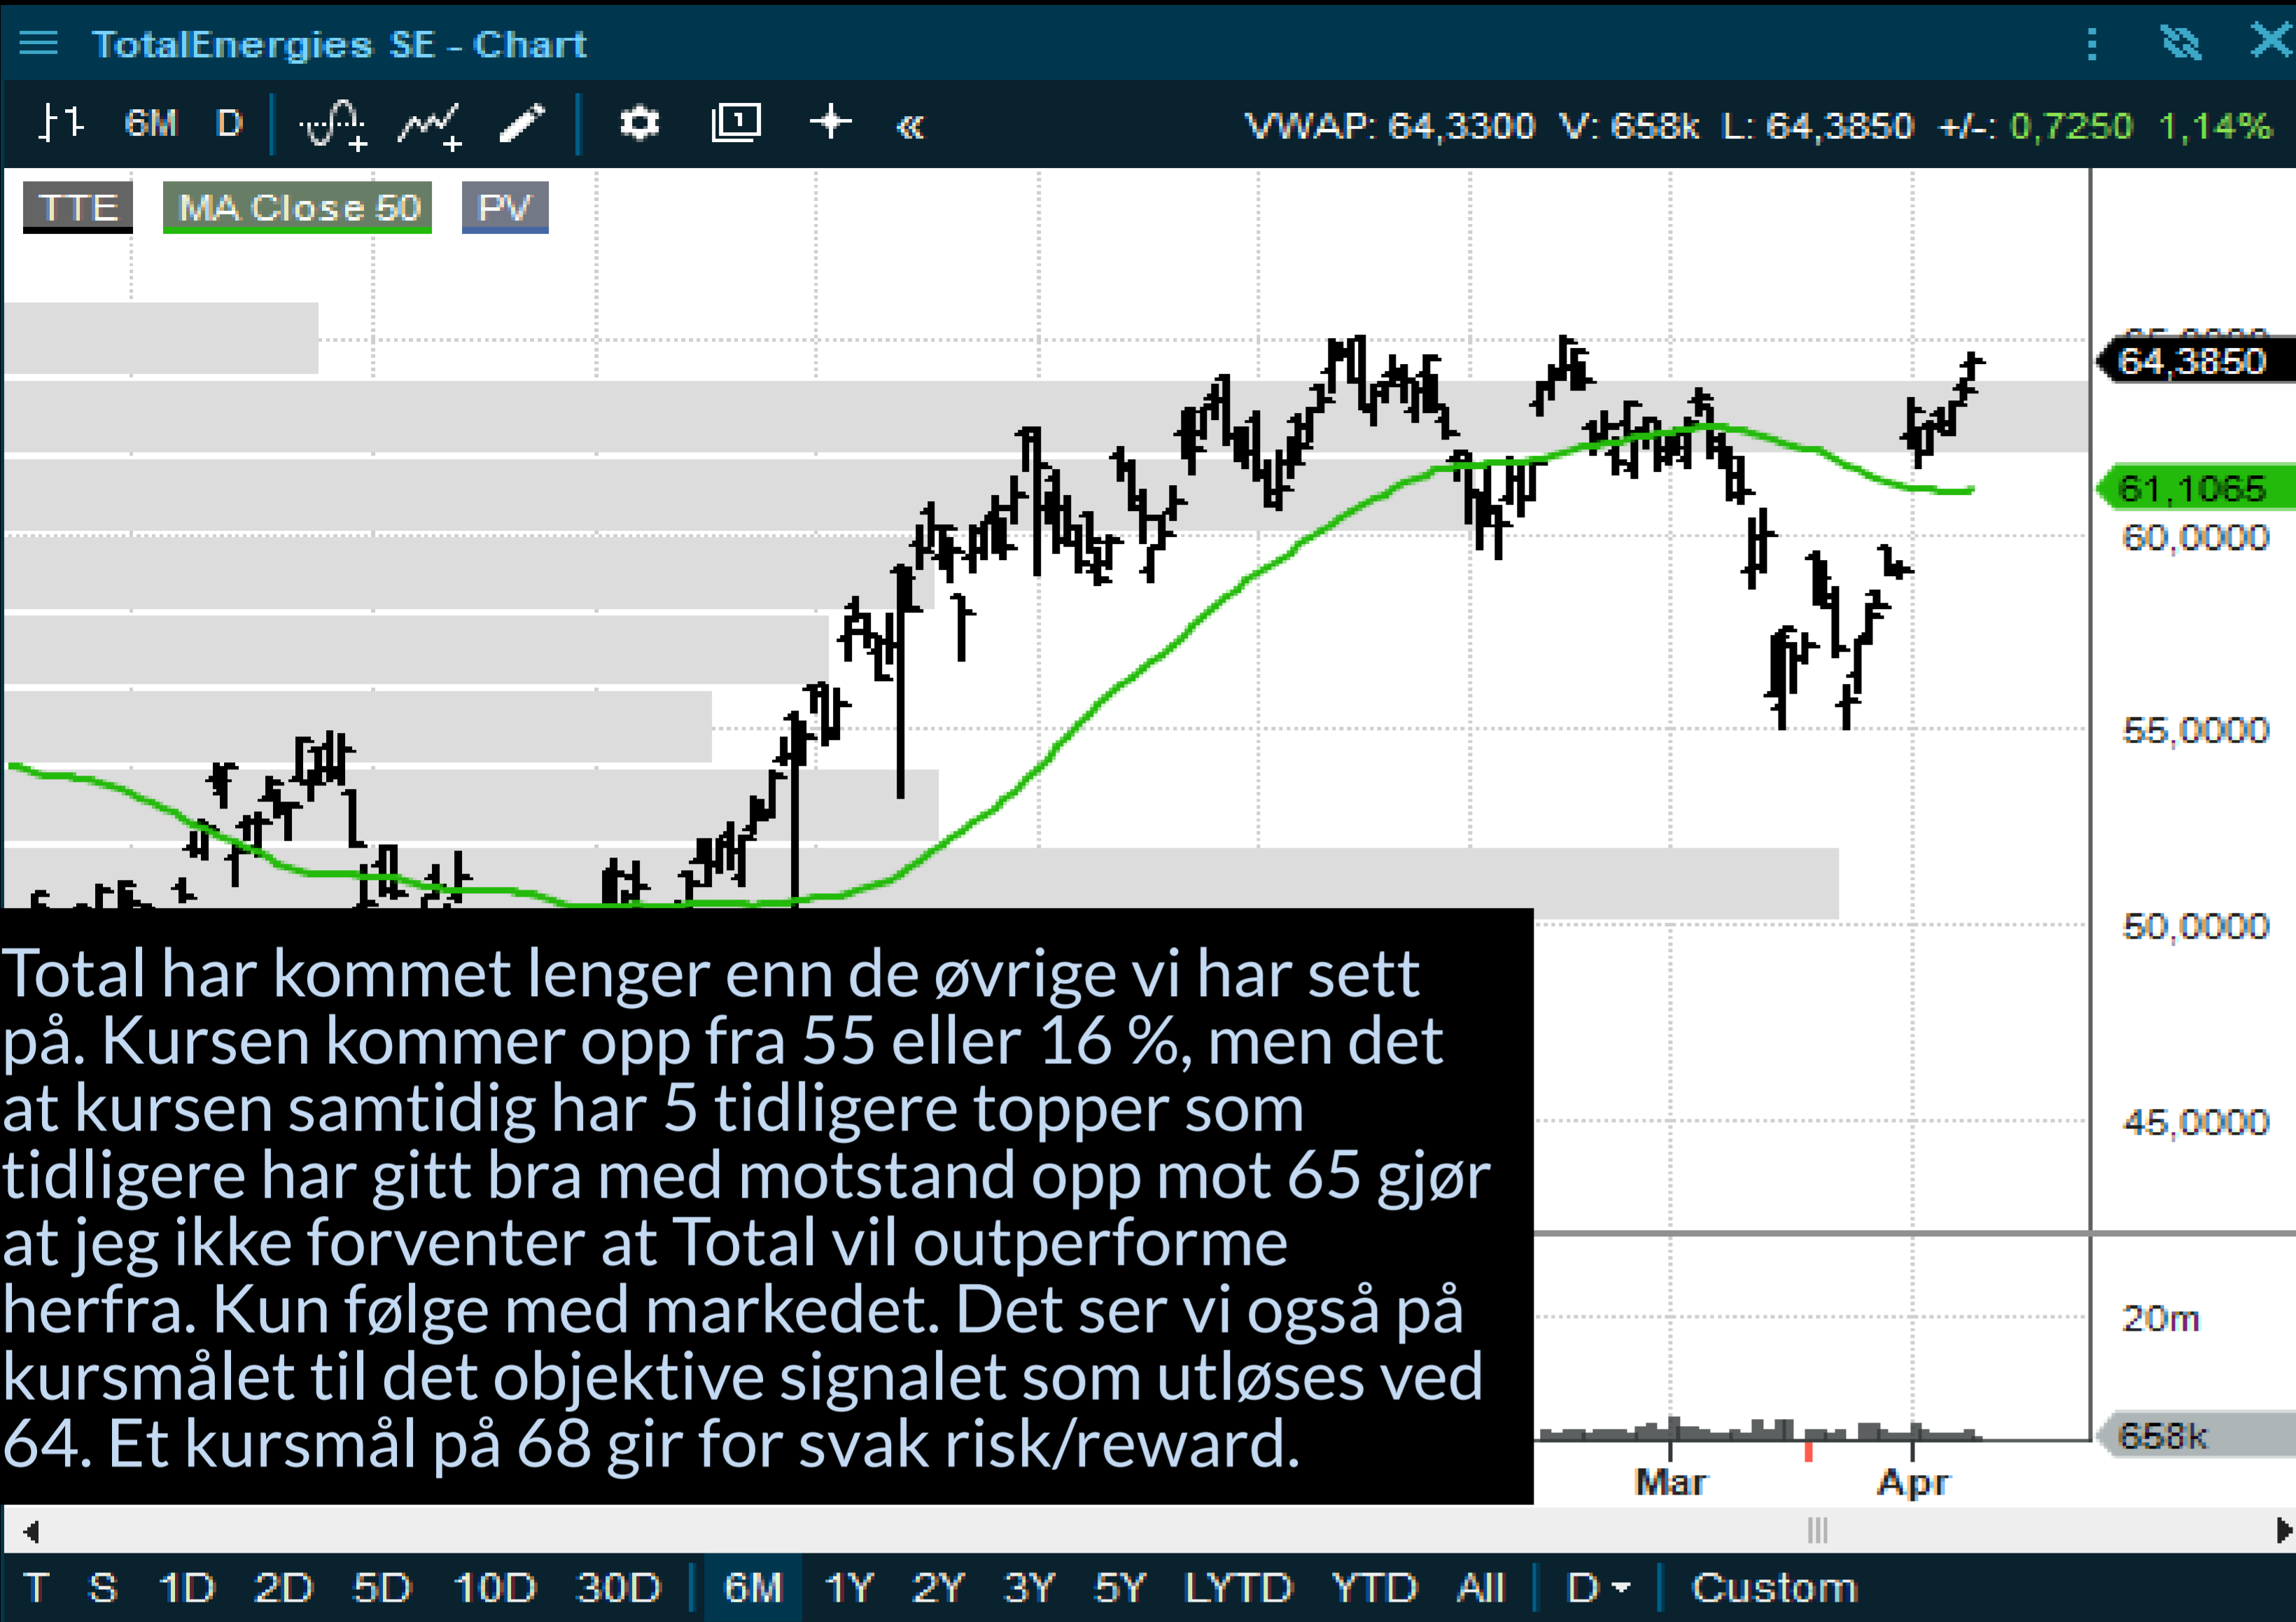 TotalEnergies SE - Chart
6M D VWAP: 64,3300 V: 658k L: 64,3850 +/-: 0,7250 1,14%
TTE MA Close 50 PV
65,0000
64,3850
61,1065
60,0000
55,0000
50,0000
45,0000
20m
658k
Total har kommet lenger enn de øvrige vi har sett
på. Kursen kommer opp fra 55 eller 16 %, men det
at kursen samtidig har 5 tidligere topper som
tidligere har gitt bra med motstand opp mot 65 gjør
at jeg ikke forventer at Total vil outperforme
herfra. Kun følge med markedet. Det ser vi også på
kursmålet til det objektive signalet som utløses ved
64. Et kursmål på 68 gir for svak risk/reward.
Mar Apr
T S 1D 2D 5D 10D 30D 6M 1Y 2Y 3Y 5Y LYTD YTD All D Custom